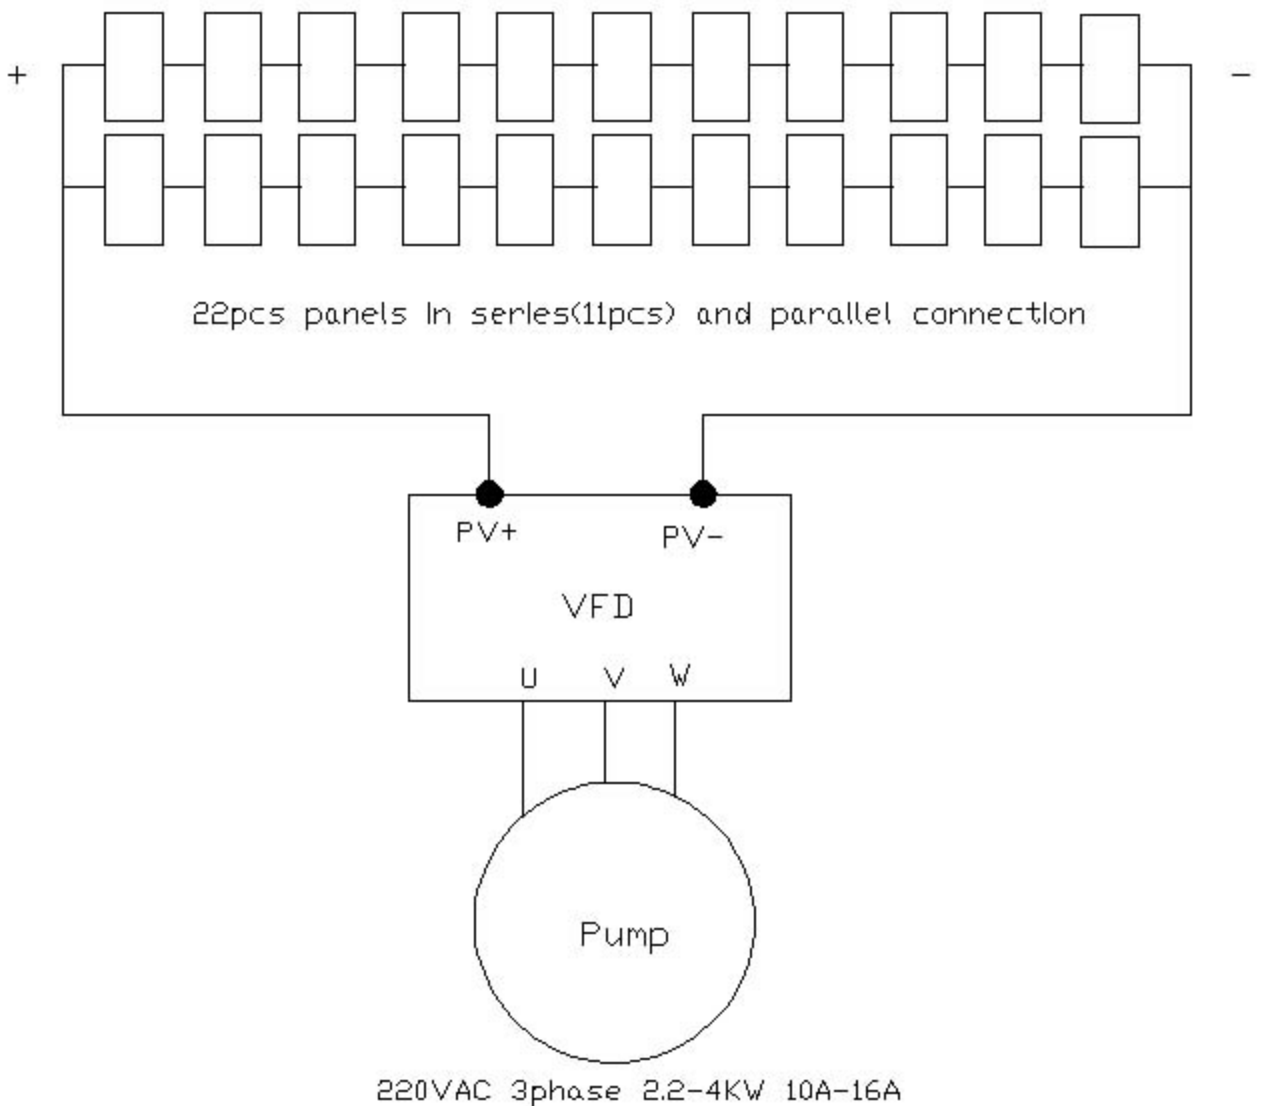 + -
22pcs panels in series(11pcs) and parallel connection
PV+ PV-
VFD
U V W
Pump
220VAC 3phase 2.2-4KW 10A-16A